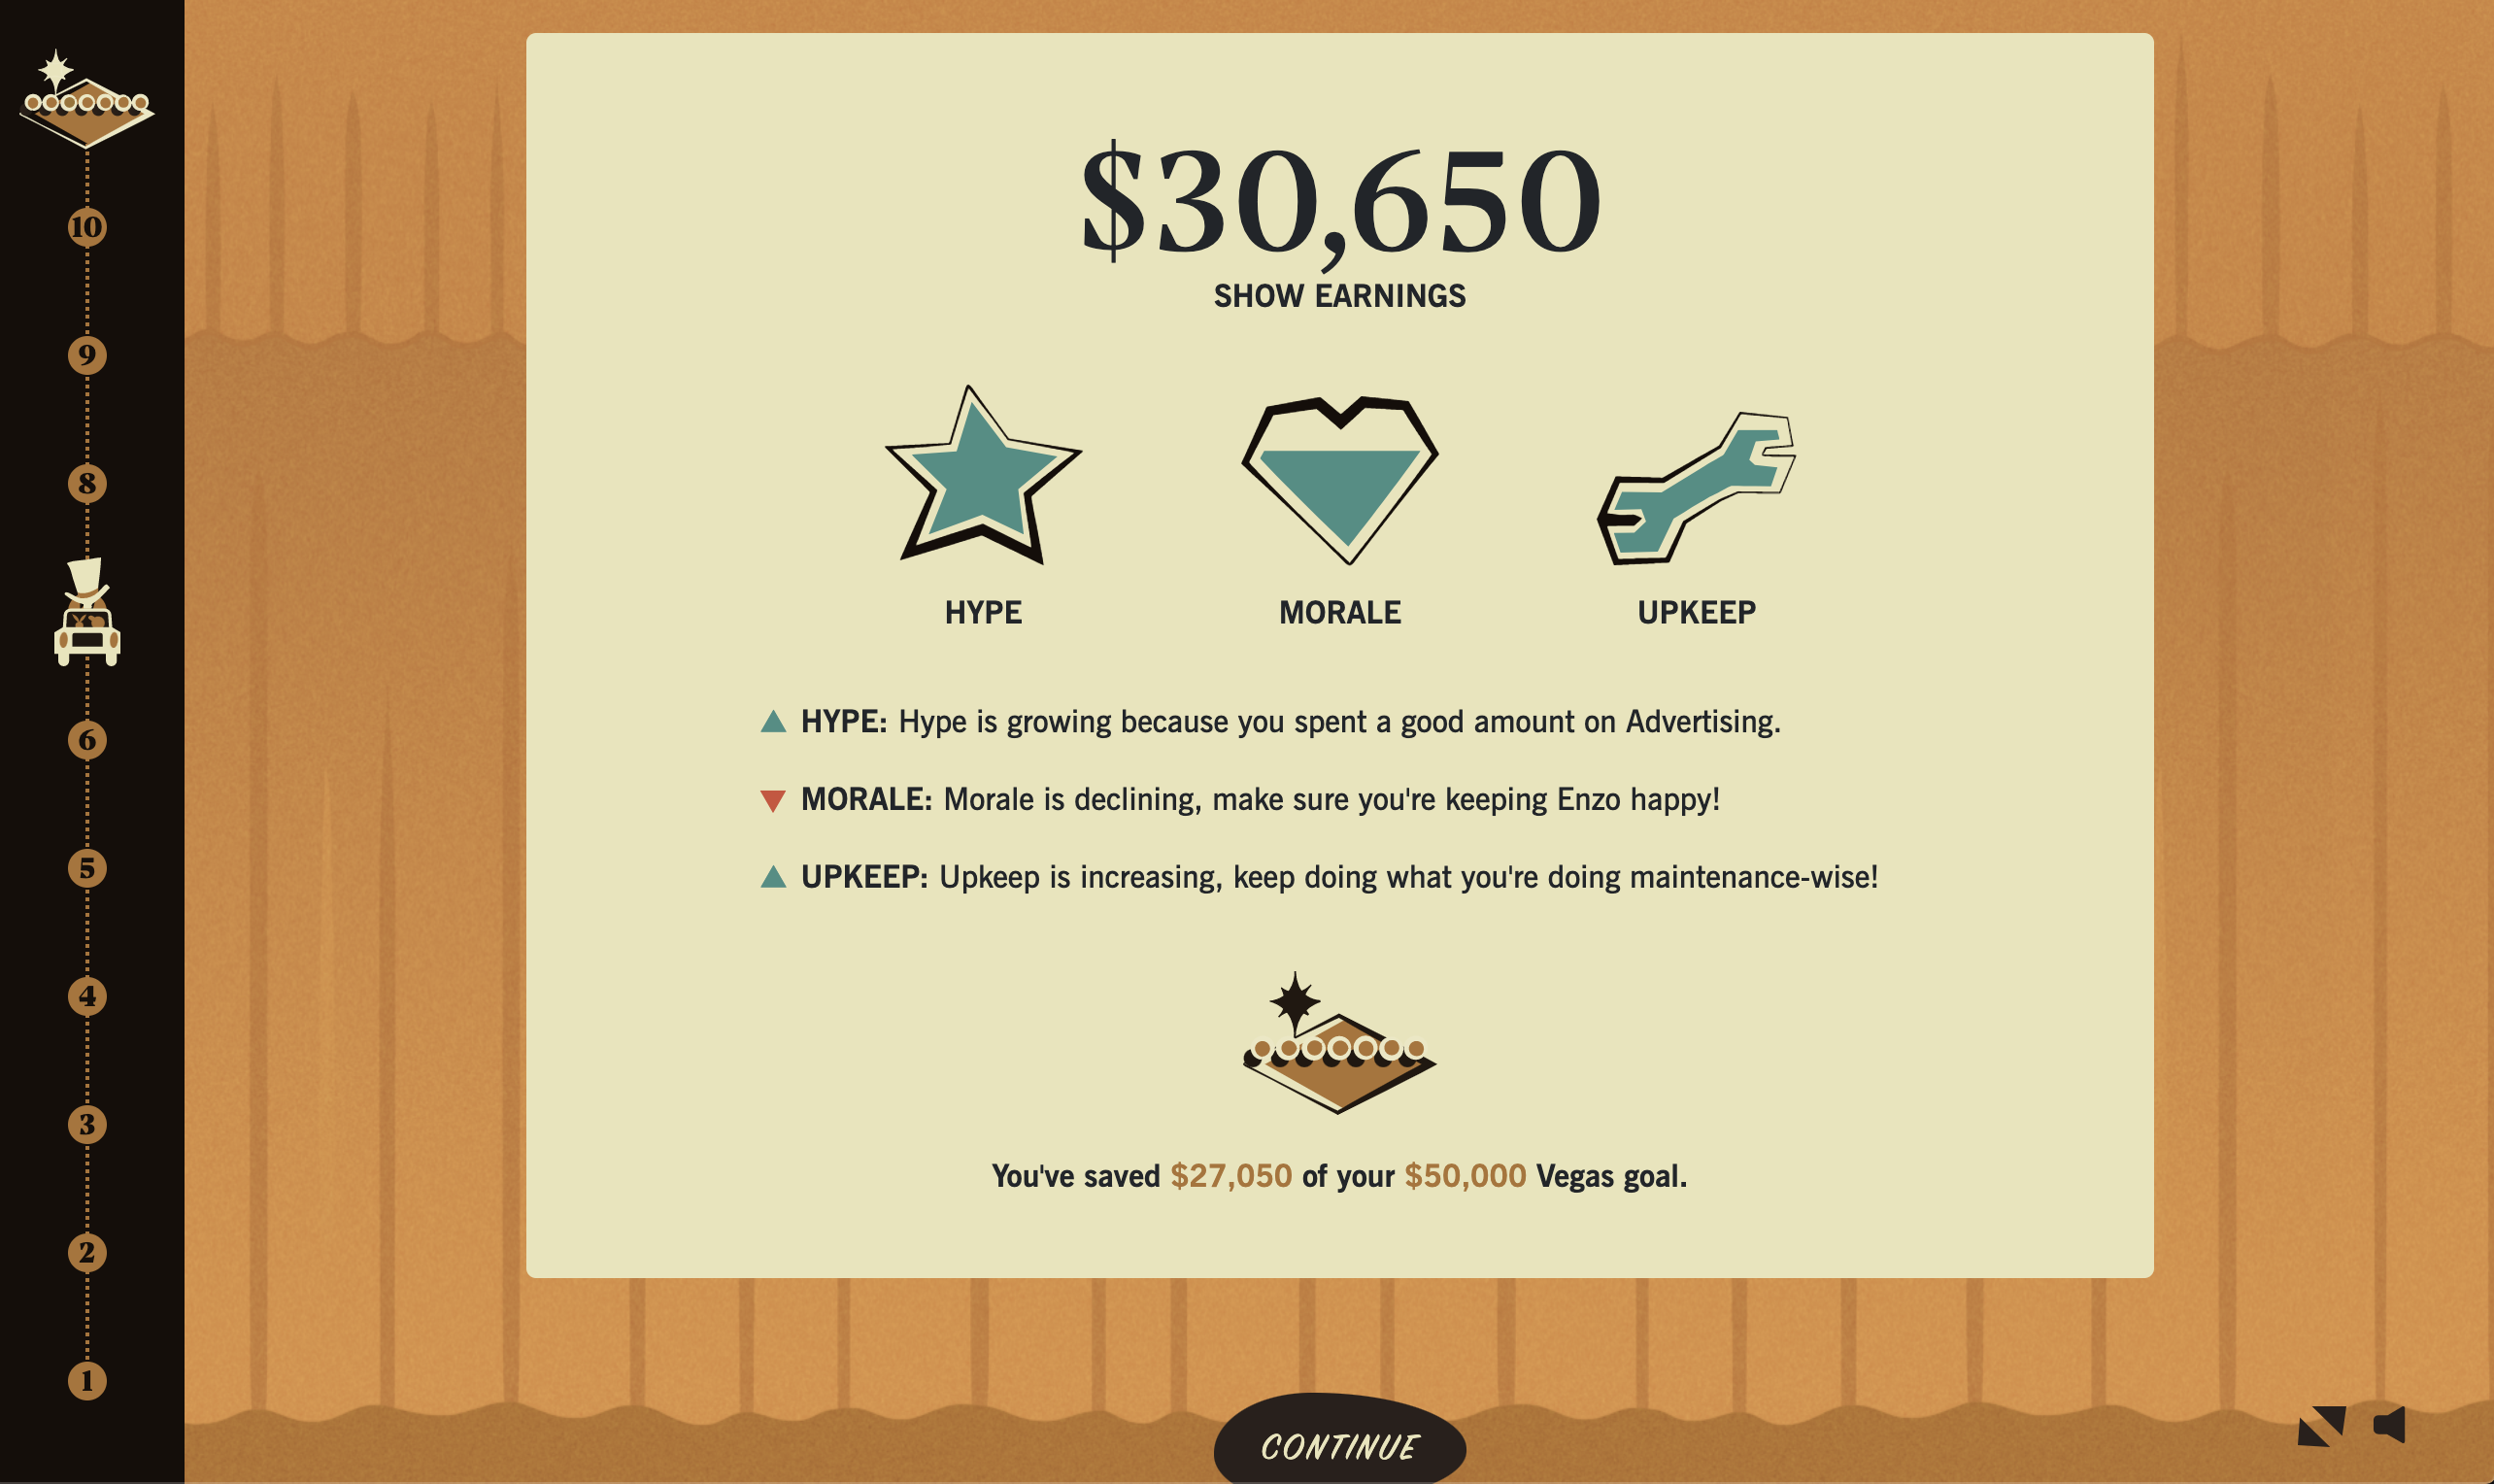 10
9
8
6
5
4
3
2
1
$30,650
SHOW EARNINGS
HYPE
MORALE
UPKEEP
HYPE: Hype is growing because you spent a good amount on Advertising.
MORALE: Morale is declining, make sure you're keeping Enzo happy!
UPKEEP: Upkeep is increasing, keep doing what you're doing maintenance-wise!
You've saved $27,050 of your $50,000 Vegas goal.
CONTINUE